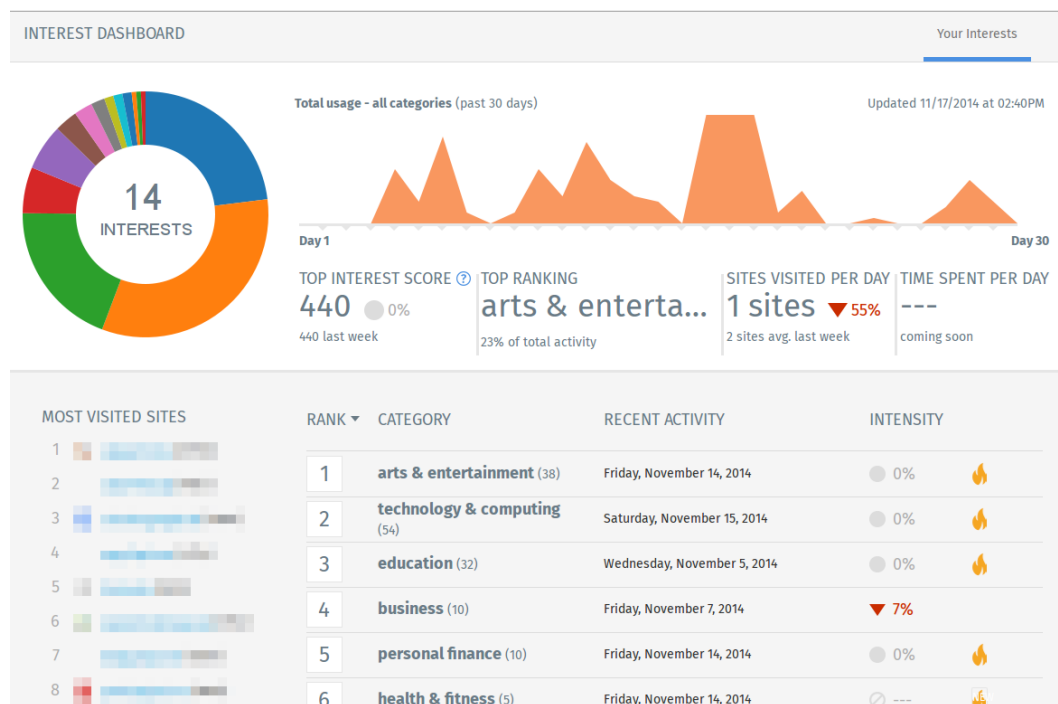 INTEREST DASHBOARD
Your Interests
14
INTERESTS
Total usage - all categories (past 30 days)
Updated 11/17/2014 at 02:40PM
Day 1
Day 30
TOP INTEREST SCORE ?
440 0%
440 last week
TOP RANKING
arts & enterta...
23% of total activity
SITES VISITED PER DAY
1 sites 55%
2 sites avg. last week
TIME SPENT PER DAY
---
coming soon
MOST VISITED SITES
1
2
3
4
5
6
7
8
RANK CATEGORY RECENT ACTIVITY INTENSITY
1 arts & entertainment (38) Friday, November 14, 2014 0%
2 technology & computing
(54) Saturday, November 15, 2014 0%
3 education (32) Wednesday, November 5, 2014 0%
4 business (10) Friday, November 7, 2014 7%
5 personal finance (10) Friday, November 14, 2014 0%
6 health & fitness (5) Friday, November 14, 2014 ---